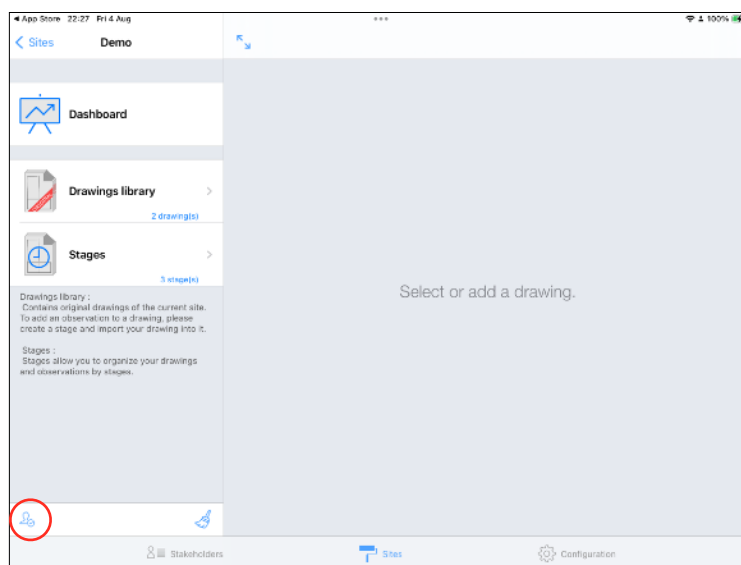 App Store 22:27 Fri 4 Aug
100%
Sites
Demo
Dashboard
Drawings library
2 drawing(s)
Stages
3 stage(s)
Drawings library :
Contains original drawings of the current site.
To add an observation to a drawing, please
create a stage and import your drawing into it.
Stages :
Stages allow you to organize your drawings
and observations by stages.
Select or add a drawing.
Stakeholders
Sites
Configuration